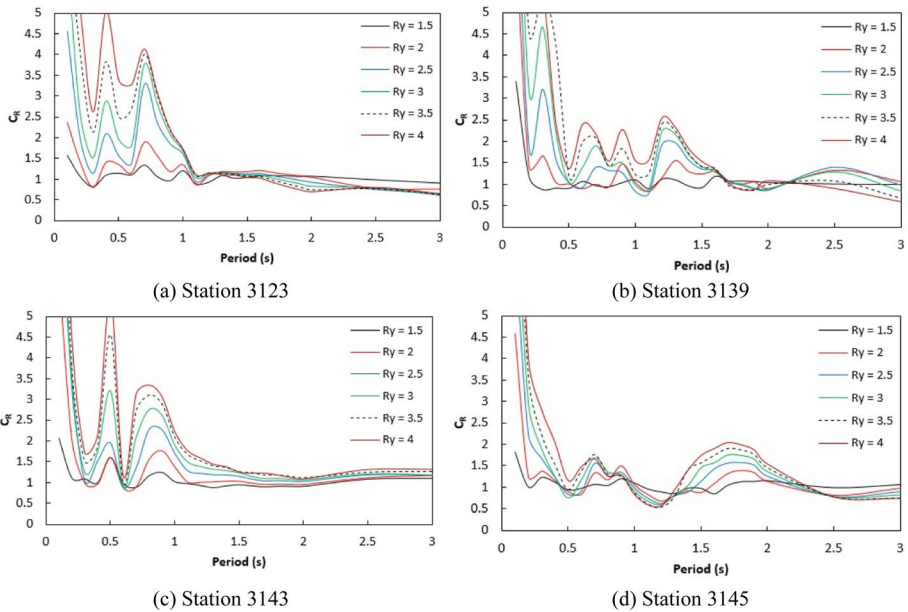 5
4.5
4
3.5
3
2.5
2
1.5
1
0.5
0
C_R
0 0.5 1 1.5 2 2.5 3
Period (s)
Ry = 1.5
Ry = 2
Ry = 2.5
Ry = 3
Ry = 3.5
Ry = 4
(a) Station 3123
5
4.5
4
3.5
3
2.5
2
1.5
1
0.5
0
C_R
0 0.5 1 1.5 2 2.5 3
Period (s)
Ry = 1.5
Ry = 2
Ry = 2.5
Ry = 3
Ry = 3.5
Ry = 4
(b) Station 3139
5
4.5
4
3.5
3
2.5
2
1.5
1
0.5
0
C_R
0 0.5 1 1.5 2 2.5 3
Period (s)
Ry = 1.5
Ry = 2
Ry = 2.5
Ry = 3
Ry = 3.5
Ry = 4
(c) Station 3143
5
4.5
4
3.5
3
2.5
2
1.5
1
0.5
0
C_R
0 0.5 1 1.5 2 2.5 3
Period (s)
Ry = 1.5
Ry = 2
Ry = 2.5
Ry = 3
Ry = 3.5
Ry = 4
(d) Station 3145